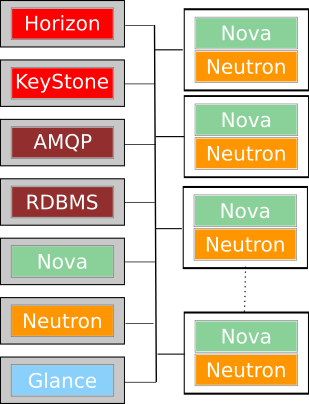 Horizon
KeyStone
AMQP
RDBMS
Nova
Neutron
Glance
Nova
Neutron
Nova
Neutron
Nova
Neutron
Nova
Neutron